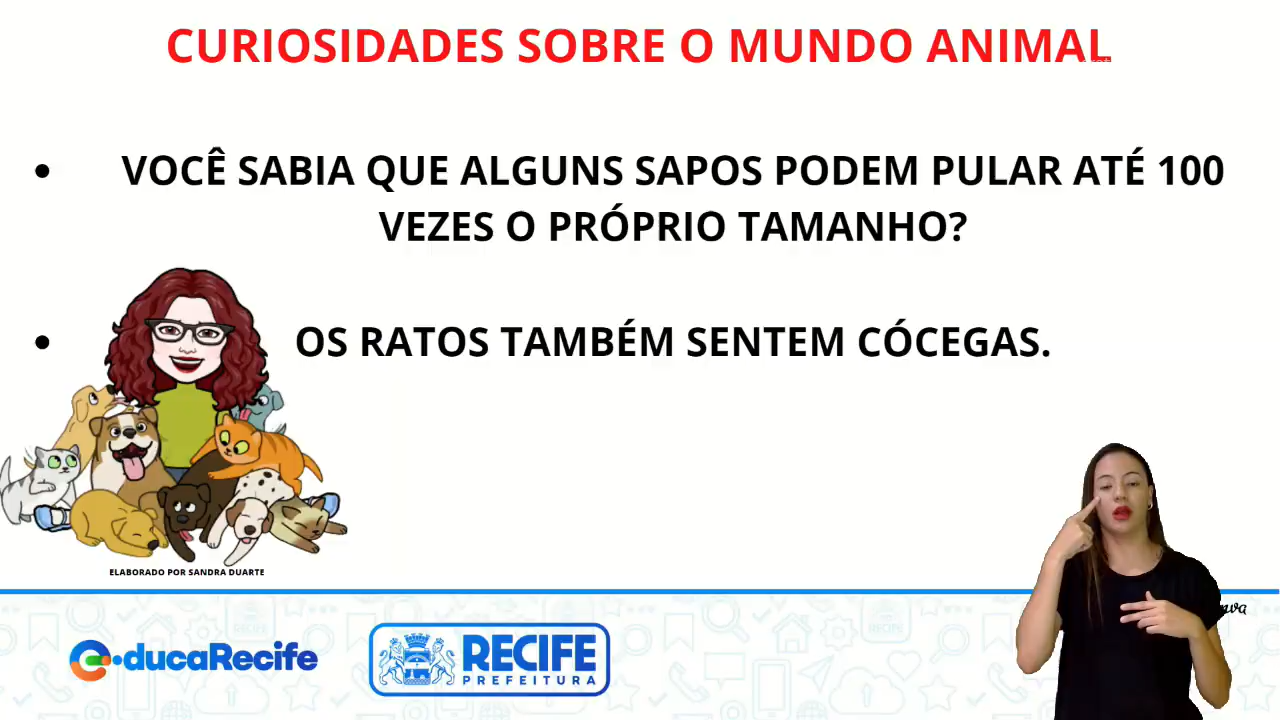 CURIOSIDADES SOBRE O MUNDO ANIMAL
VOCÊ SABIA QUE ALGUNS SAPOS PODEM PULAR ATÉ 100
VEZES O PRÓPRIO TAMANHO?
OS RATOS TAMBÉM SENTEM CÓCEGAS.
ELABORADO POR SANDRA DUARTE
ducaRecife
RECIFE
PREFEITURA